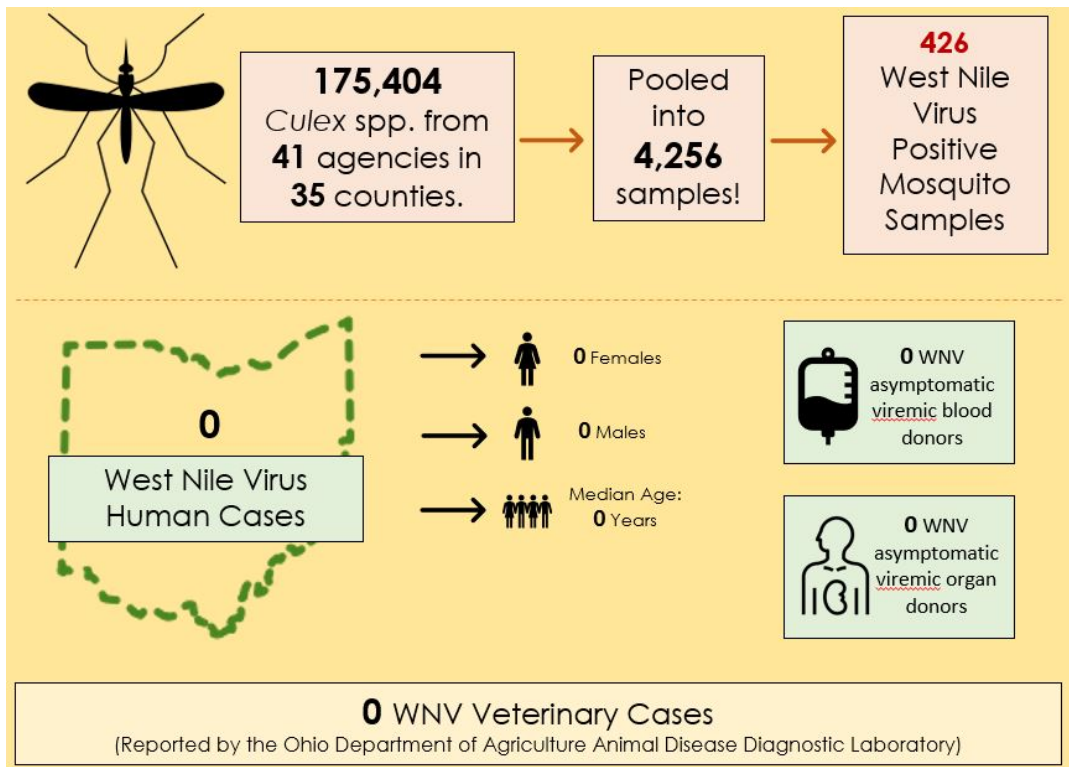 175,404
Culex spp. from
41 agencies in
35 counties.
Pooled
into
4,256
samples!
426
West Nile
Virus
Positive
Mosquito
Samples
0
West Nile Virus
Human Cases
0 Females
0 Males
Median Age:
0 Years
0 WNV
asymptomatic
viremic blood
donors
0 WNV
asymptomatic
viremic organ
donors
0 WNV Veterinary Cases
(Reported by the Ohio Department of Agriculture Animal Disease Diagnostic Laboratory)